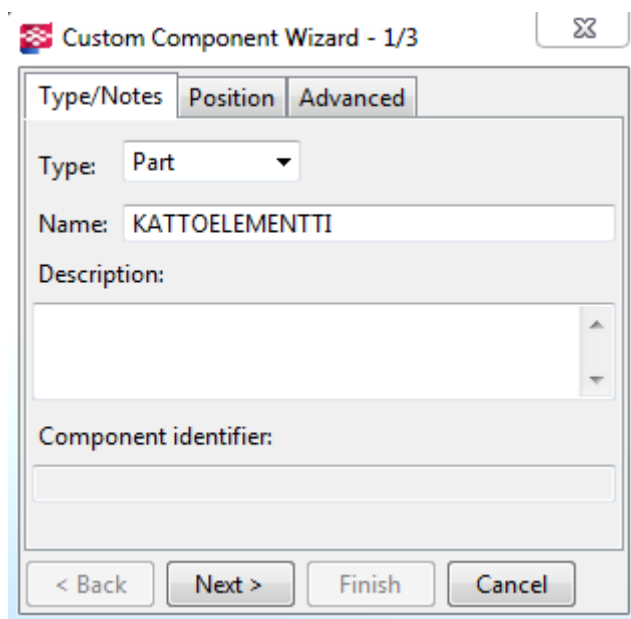 Custom Component Wizard - 1/3
Type/Notes Position Advanced
Type: Part
Name: KATTOELEMENTTI
Description:
Component identifier:
< Back Next > Finish Cancel